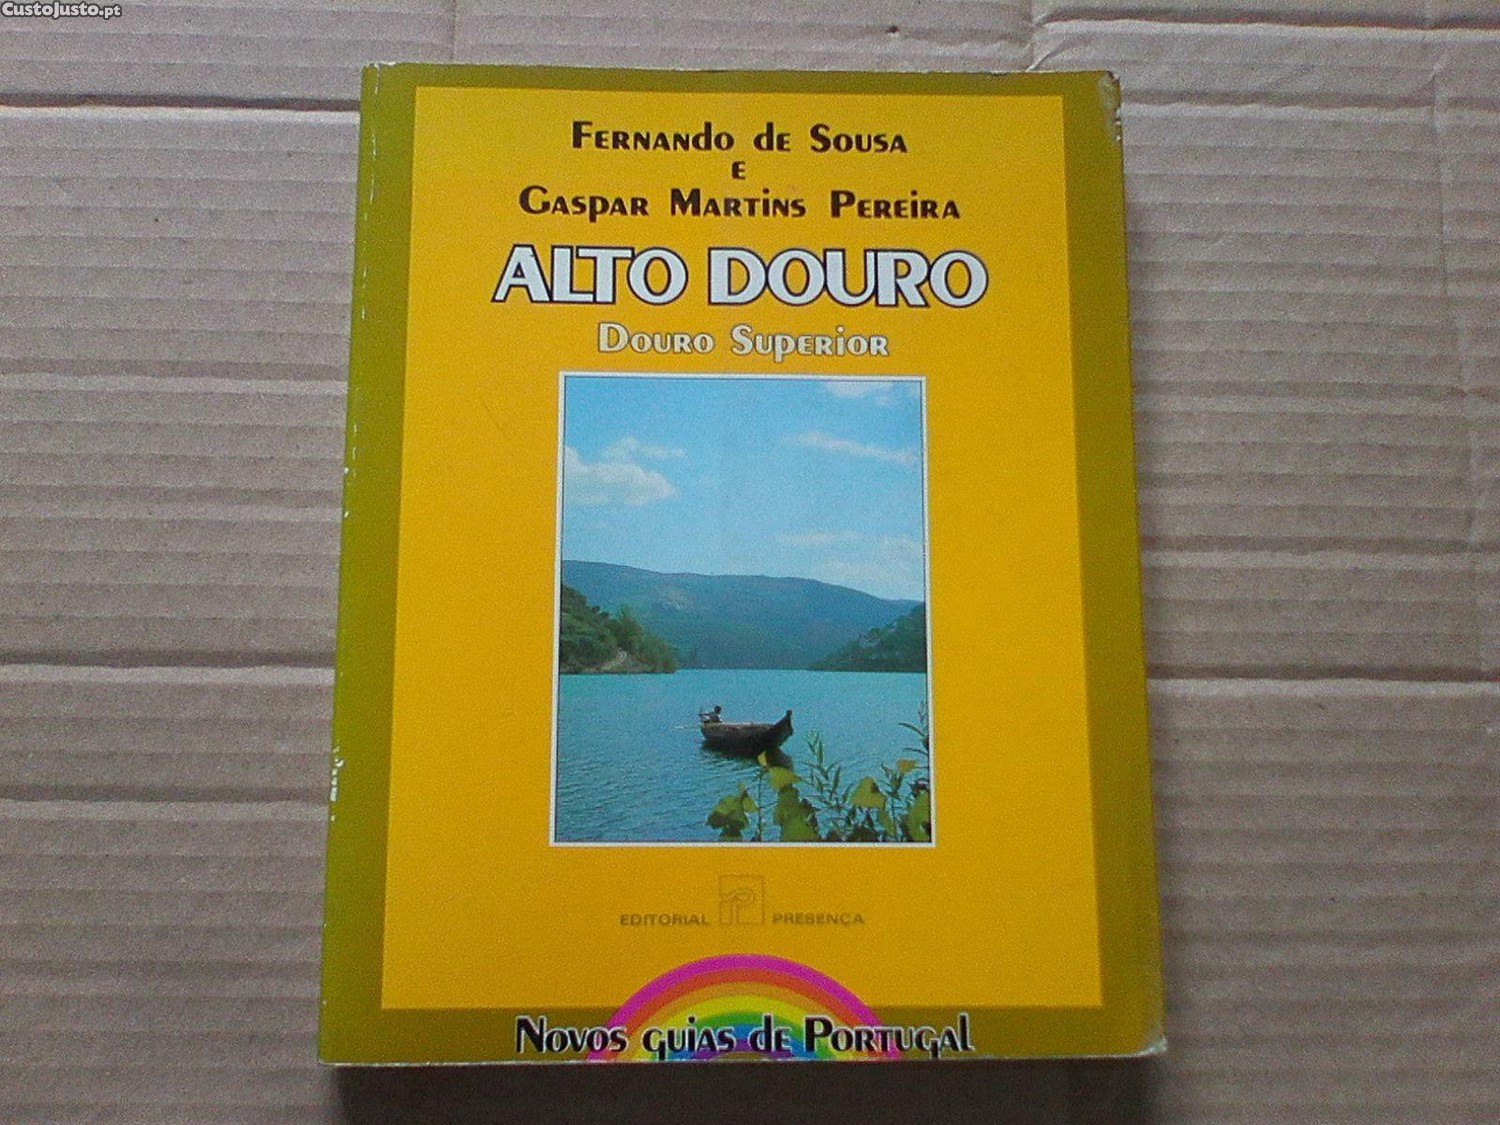 CustoJusto.pt
FERNANDO dE SOUSA
E
GASPAR MARTINS PEREIRA
ALTO DOURO
DOURO SUPERIOR
EDITORIAL PRESENÇA
NOVOS GUIAS DE PORTUGAL